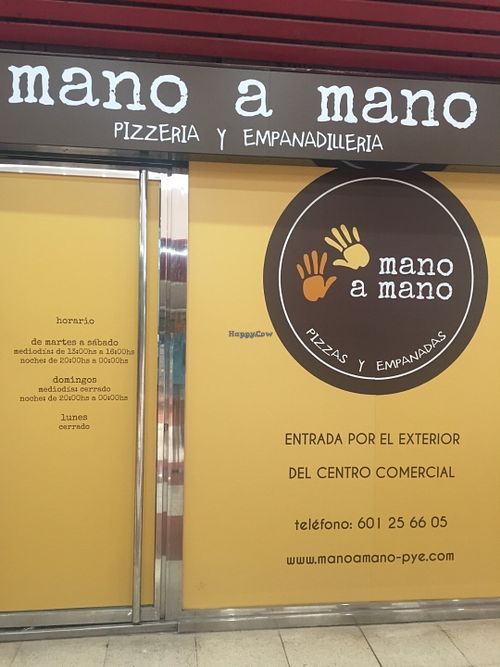 mano a mano
PIZZERIA Y EMPANADILLERIA
mano
a mano
PIZZAS Y EMPANADAS
horario
de martes a sábado
mediodía: de 13:00hs a 16:00hs
noche: de 20:00hs a 00:00hs
domingos
mediodía: cerrado
noche: de 20:00hs a 00:00hs
lunes
cerrado
HappyCow
ENTRADA POR EL EXTERIOR
DEL CENTRO COMERCIAL
teléfono: 601 25 66 05
www.manoamano-pye.com